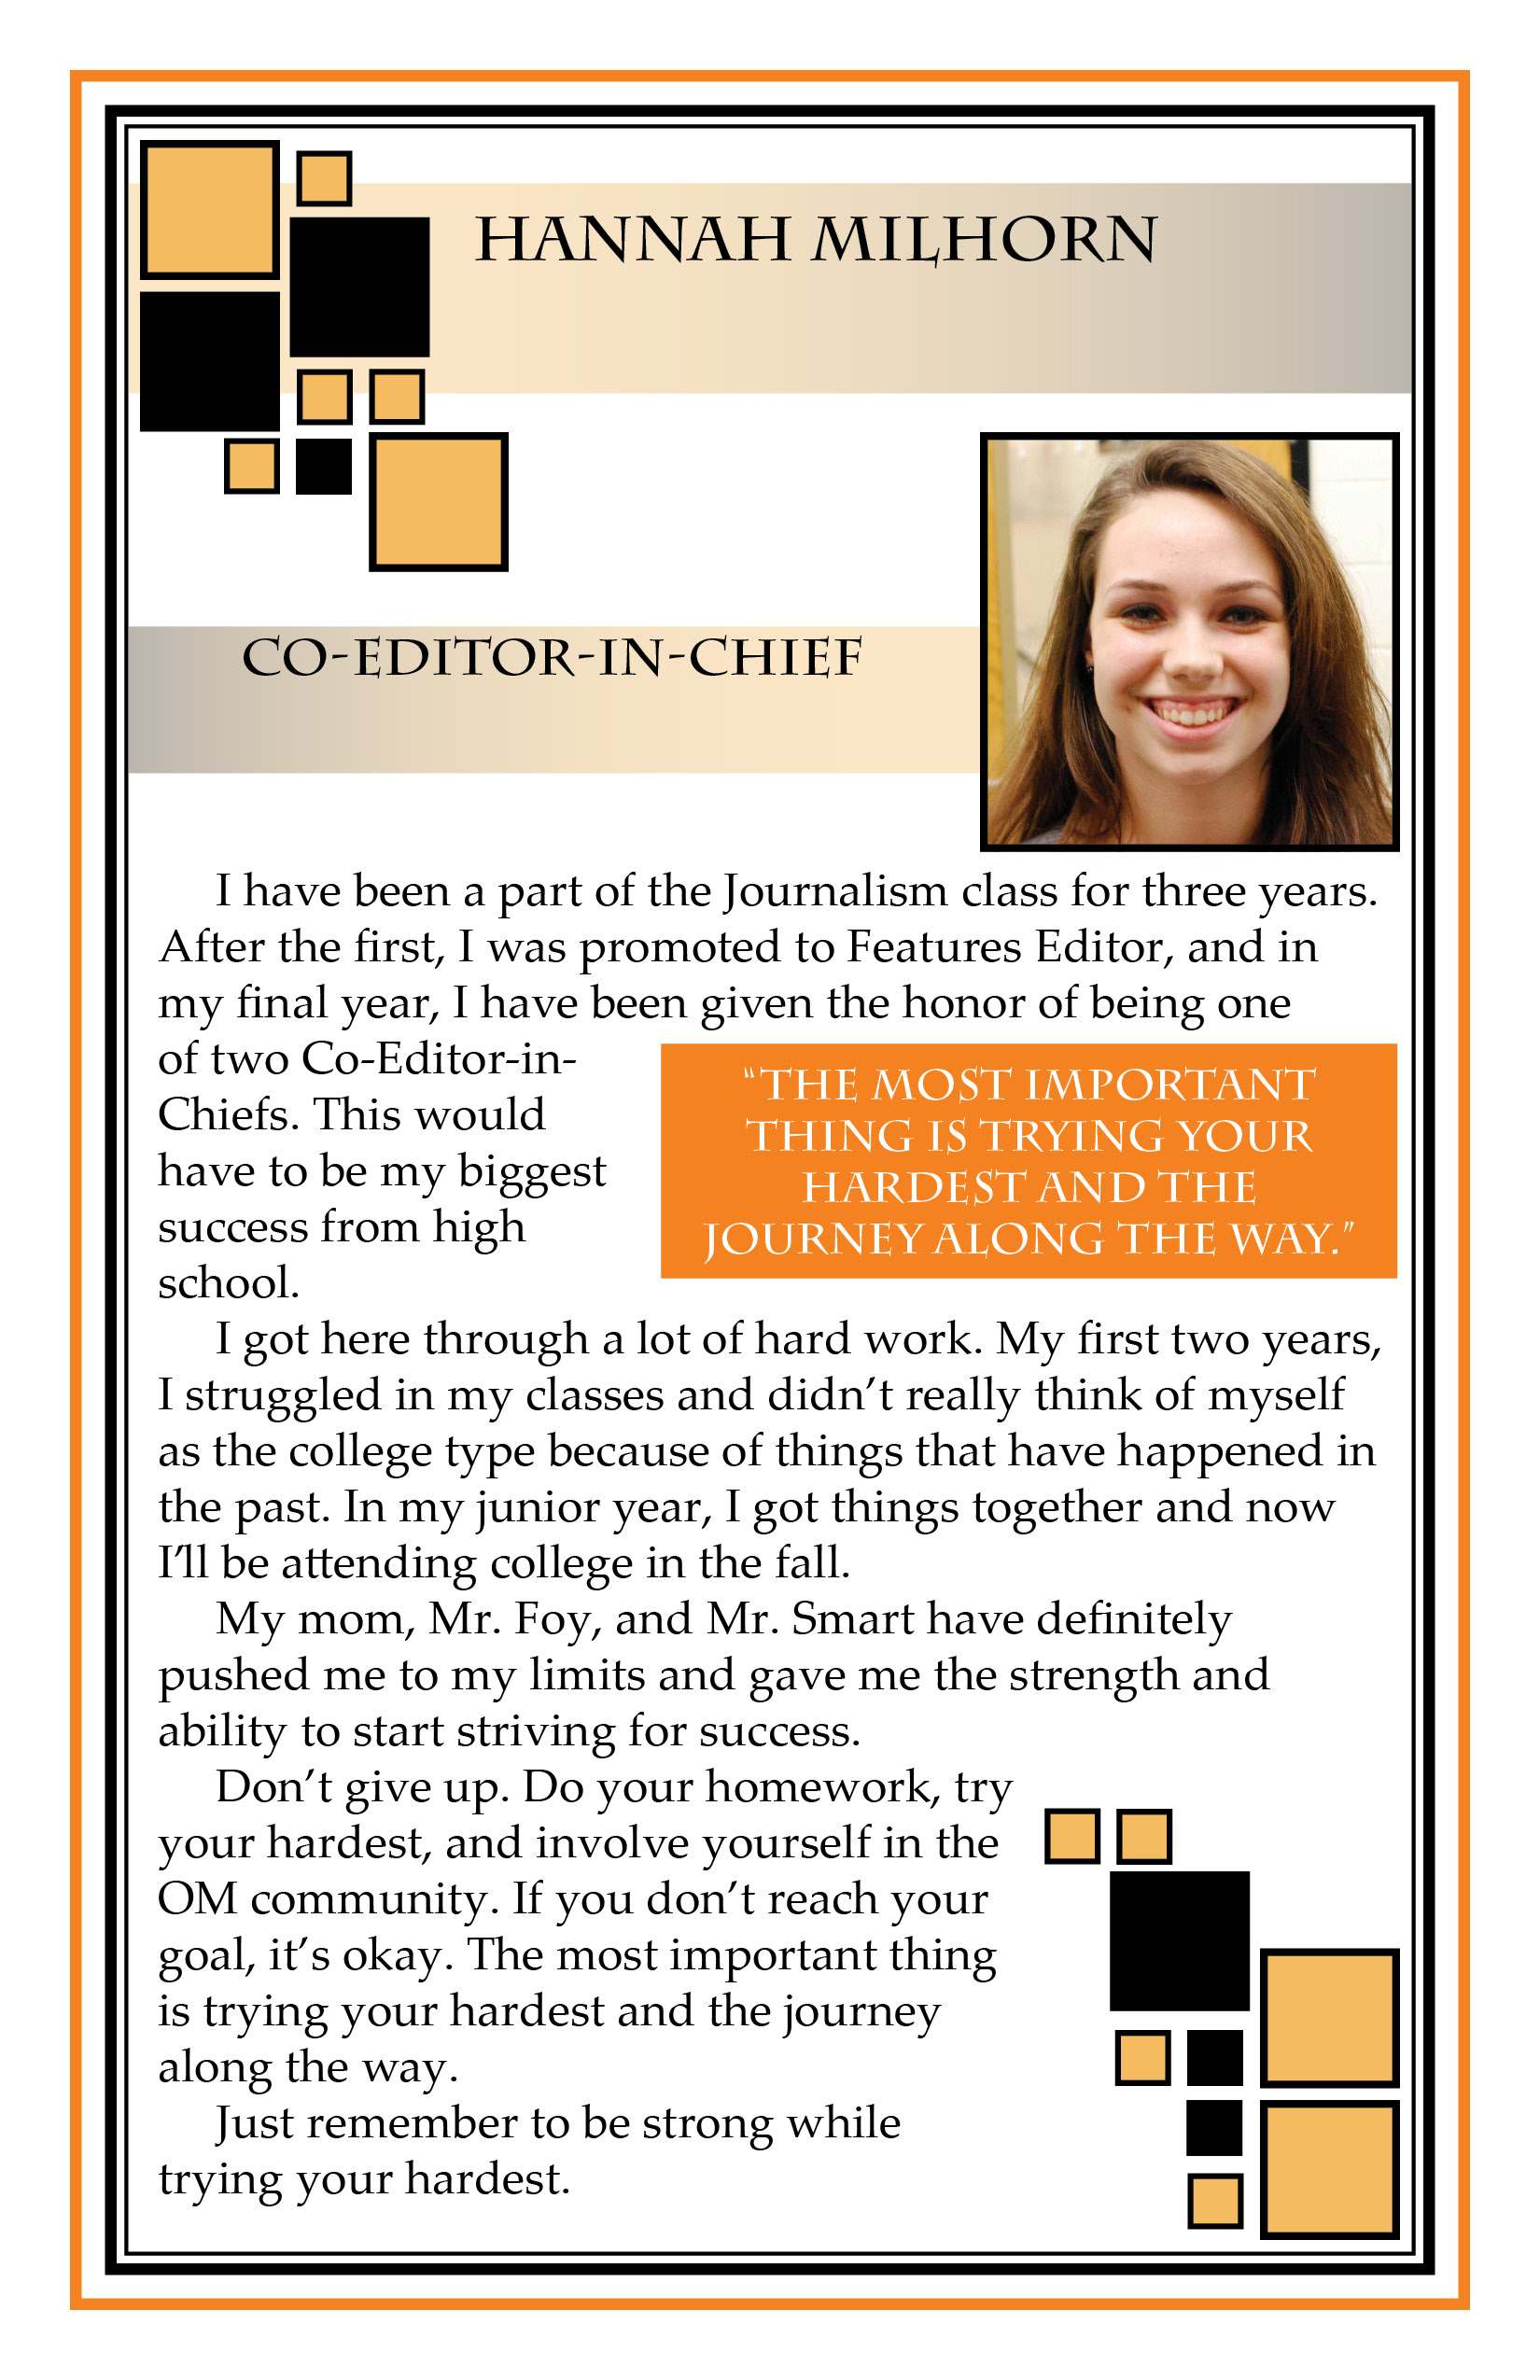 HANNAH MILHORN
CO-EDITOR-IN-CHIEF
I have been a part of the Journalism class for three years.
After the first, I was promoted to Features Editor, and in
my final year, I have been given the honor of being one
of two Co-Editor-in-
Chiefs. This would
have to be my biggest
success from high
school.
“THE MOST IMPORTANT
THING IS TRYING YOUR
HARDEST AND THE
JOURNEY ALONG THE WAY.”
I got here through a lot of hard work. My first two years,
I struggled in my classes and didn’t really think of myself
as the college type because of things that have happened in
the past. In my junior year, I got things together and now
I’ll be attending college in the fall.
My mom, Mr. Foy, and Mr. Smart have definitely
pushed me to my limits and gave me the strength and
ability to start striving for success.
Don’t give up. Do your homework, try
your hardest, and involve yourself in the
OM community. If you don’t reach your
goal, it’s okay. The most important thing
is trying your hardest and the journey
along the way.
Just remember to be strong while
trying your hardest.